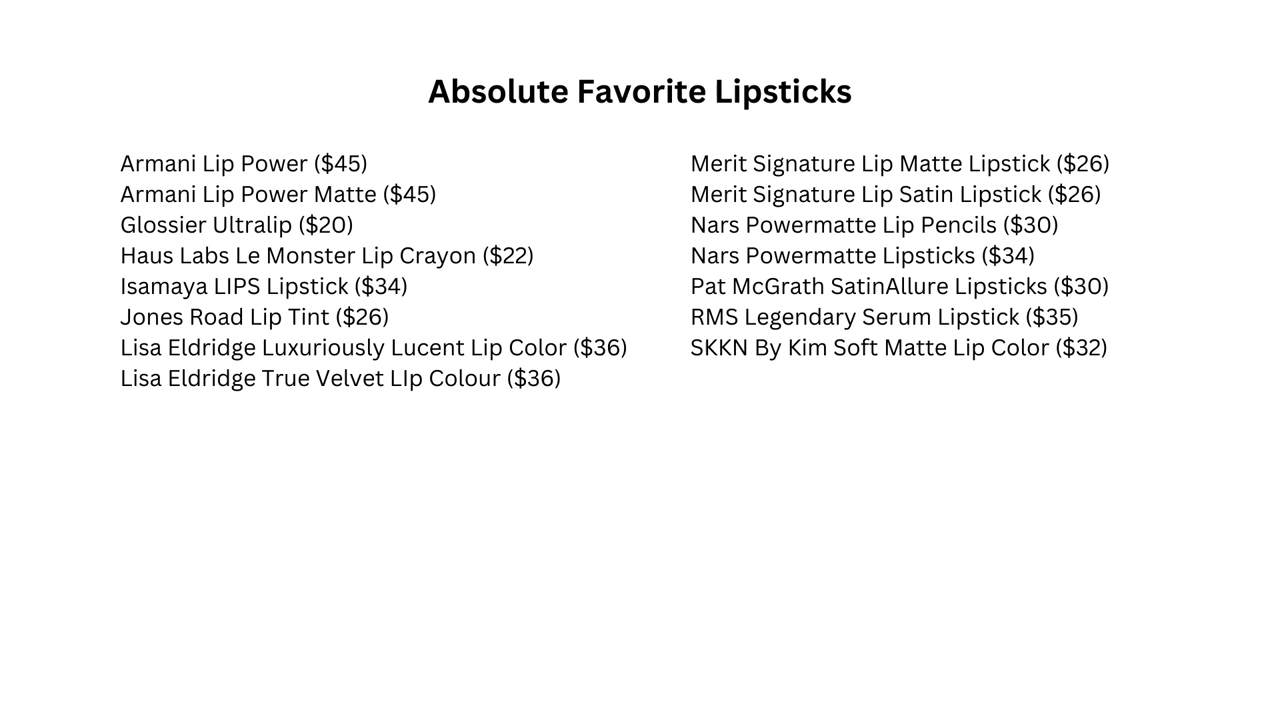 Absolute Favorite Lipsticks
Armani Lip Power ($45)
Armani Lip Power Matte ($45)
Glossier Ultralip ($20)
Haus Labs Le Monster Lip Crayon ($22)
Isamaya LIPS Lipstick ($34)
Jones Road Lip Tint ($26)
Lisa Eldridge Luxuriously Lucent Lip Color ($36)
Lisa Eldridge True Velvet LIp Colour ($36)
Merit Signature Lip Matte Lipstick ($26)
Merit Signature Lip Satin Lipstick ($26)
Nars Powermatte Lip Pencils ($30)
Nars Powermatte Lipsticks ($34)
Pat McGrath SatinAllure Lipsticks ($30)
RMS Legendary Serum Lipstick ($35)
SKKN By Kim Soft Matte Lip Color ($32)